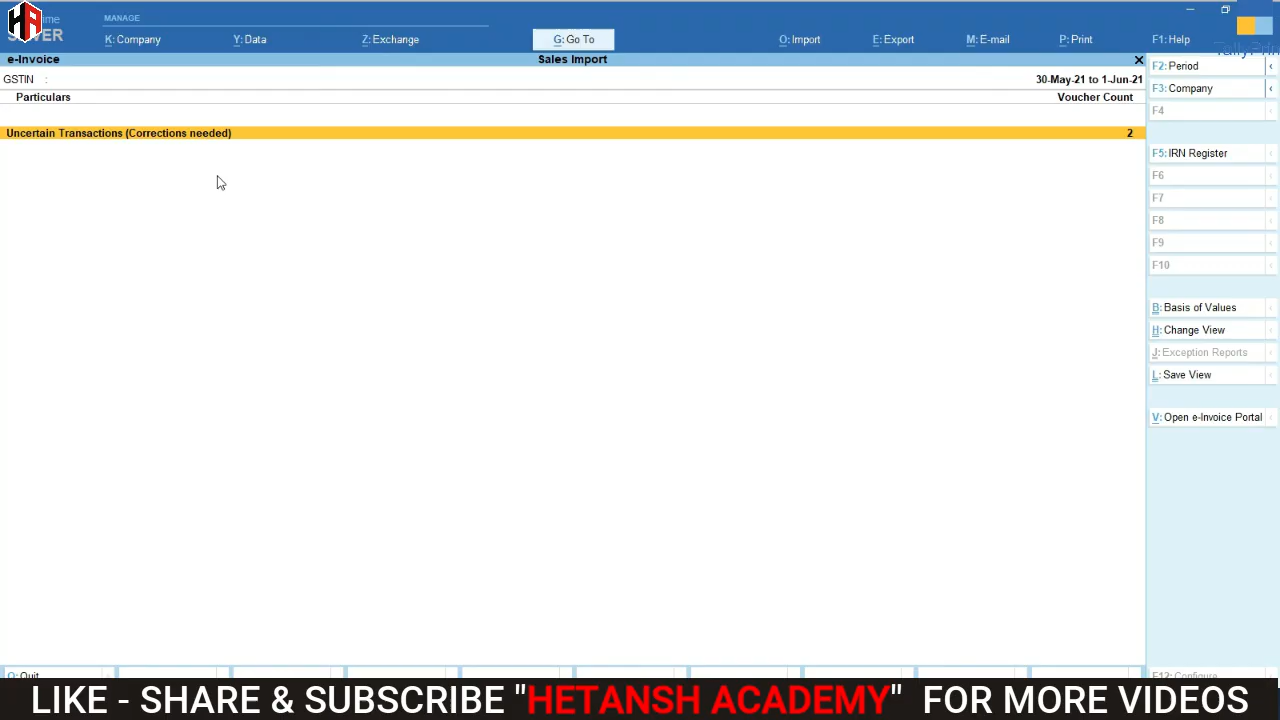 MANAGE
K: Company
Y: Data
Z: Exchange
G: Go To
O: Import
E: Export
M: E-mail
P: Print
F1: Help
e-Invoice
Sales Import
GSTIN :
30-May-21 to 1-Jun-21
Particulars
Voucher Count
Uncertain Transactions (Corrections needed)
2
F2: Period
F3: Company
F4
F5: IRN Register
F6
F7
F8
F9
F10
B: Basis of Values
H: Change View
J: Exception Reports
L: Save View
V: Open e-Invoice Portal
Q: Quit
F12: Configure
LIKE - SHARE & SUBSCRIBE "HETANSH ACADEMY" FOR MORE VIDEOS